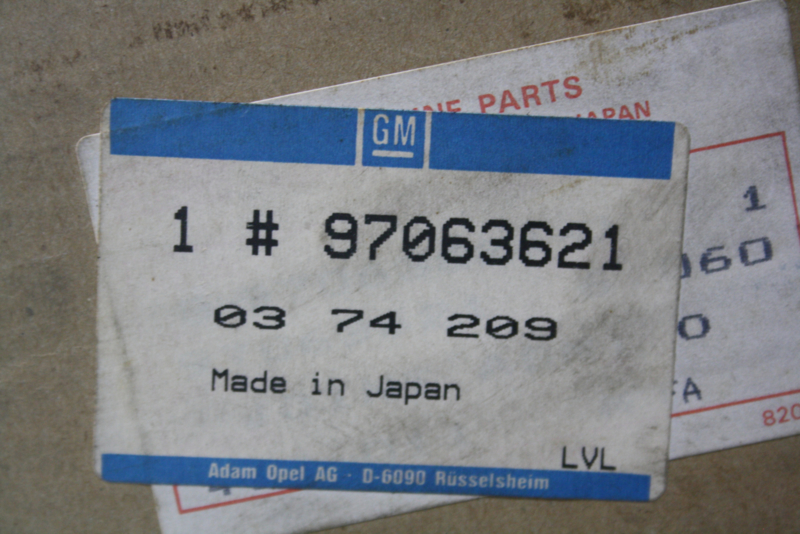 PARTS
JAPAN
GM
1 # 97063621
03 74 209
Made in Japan
LVL
Adam Opel AG · D-6090 Rüsselsheim
1
060
0
820